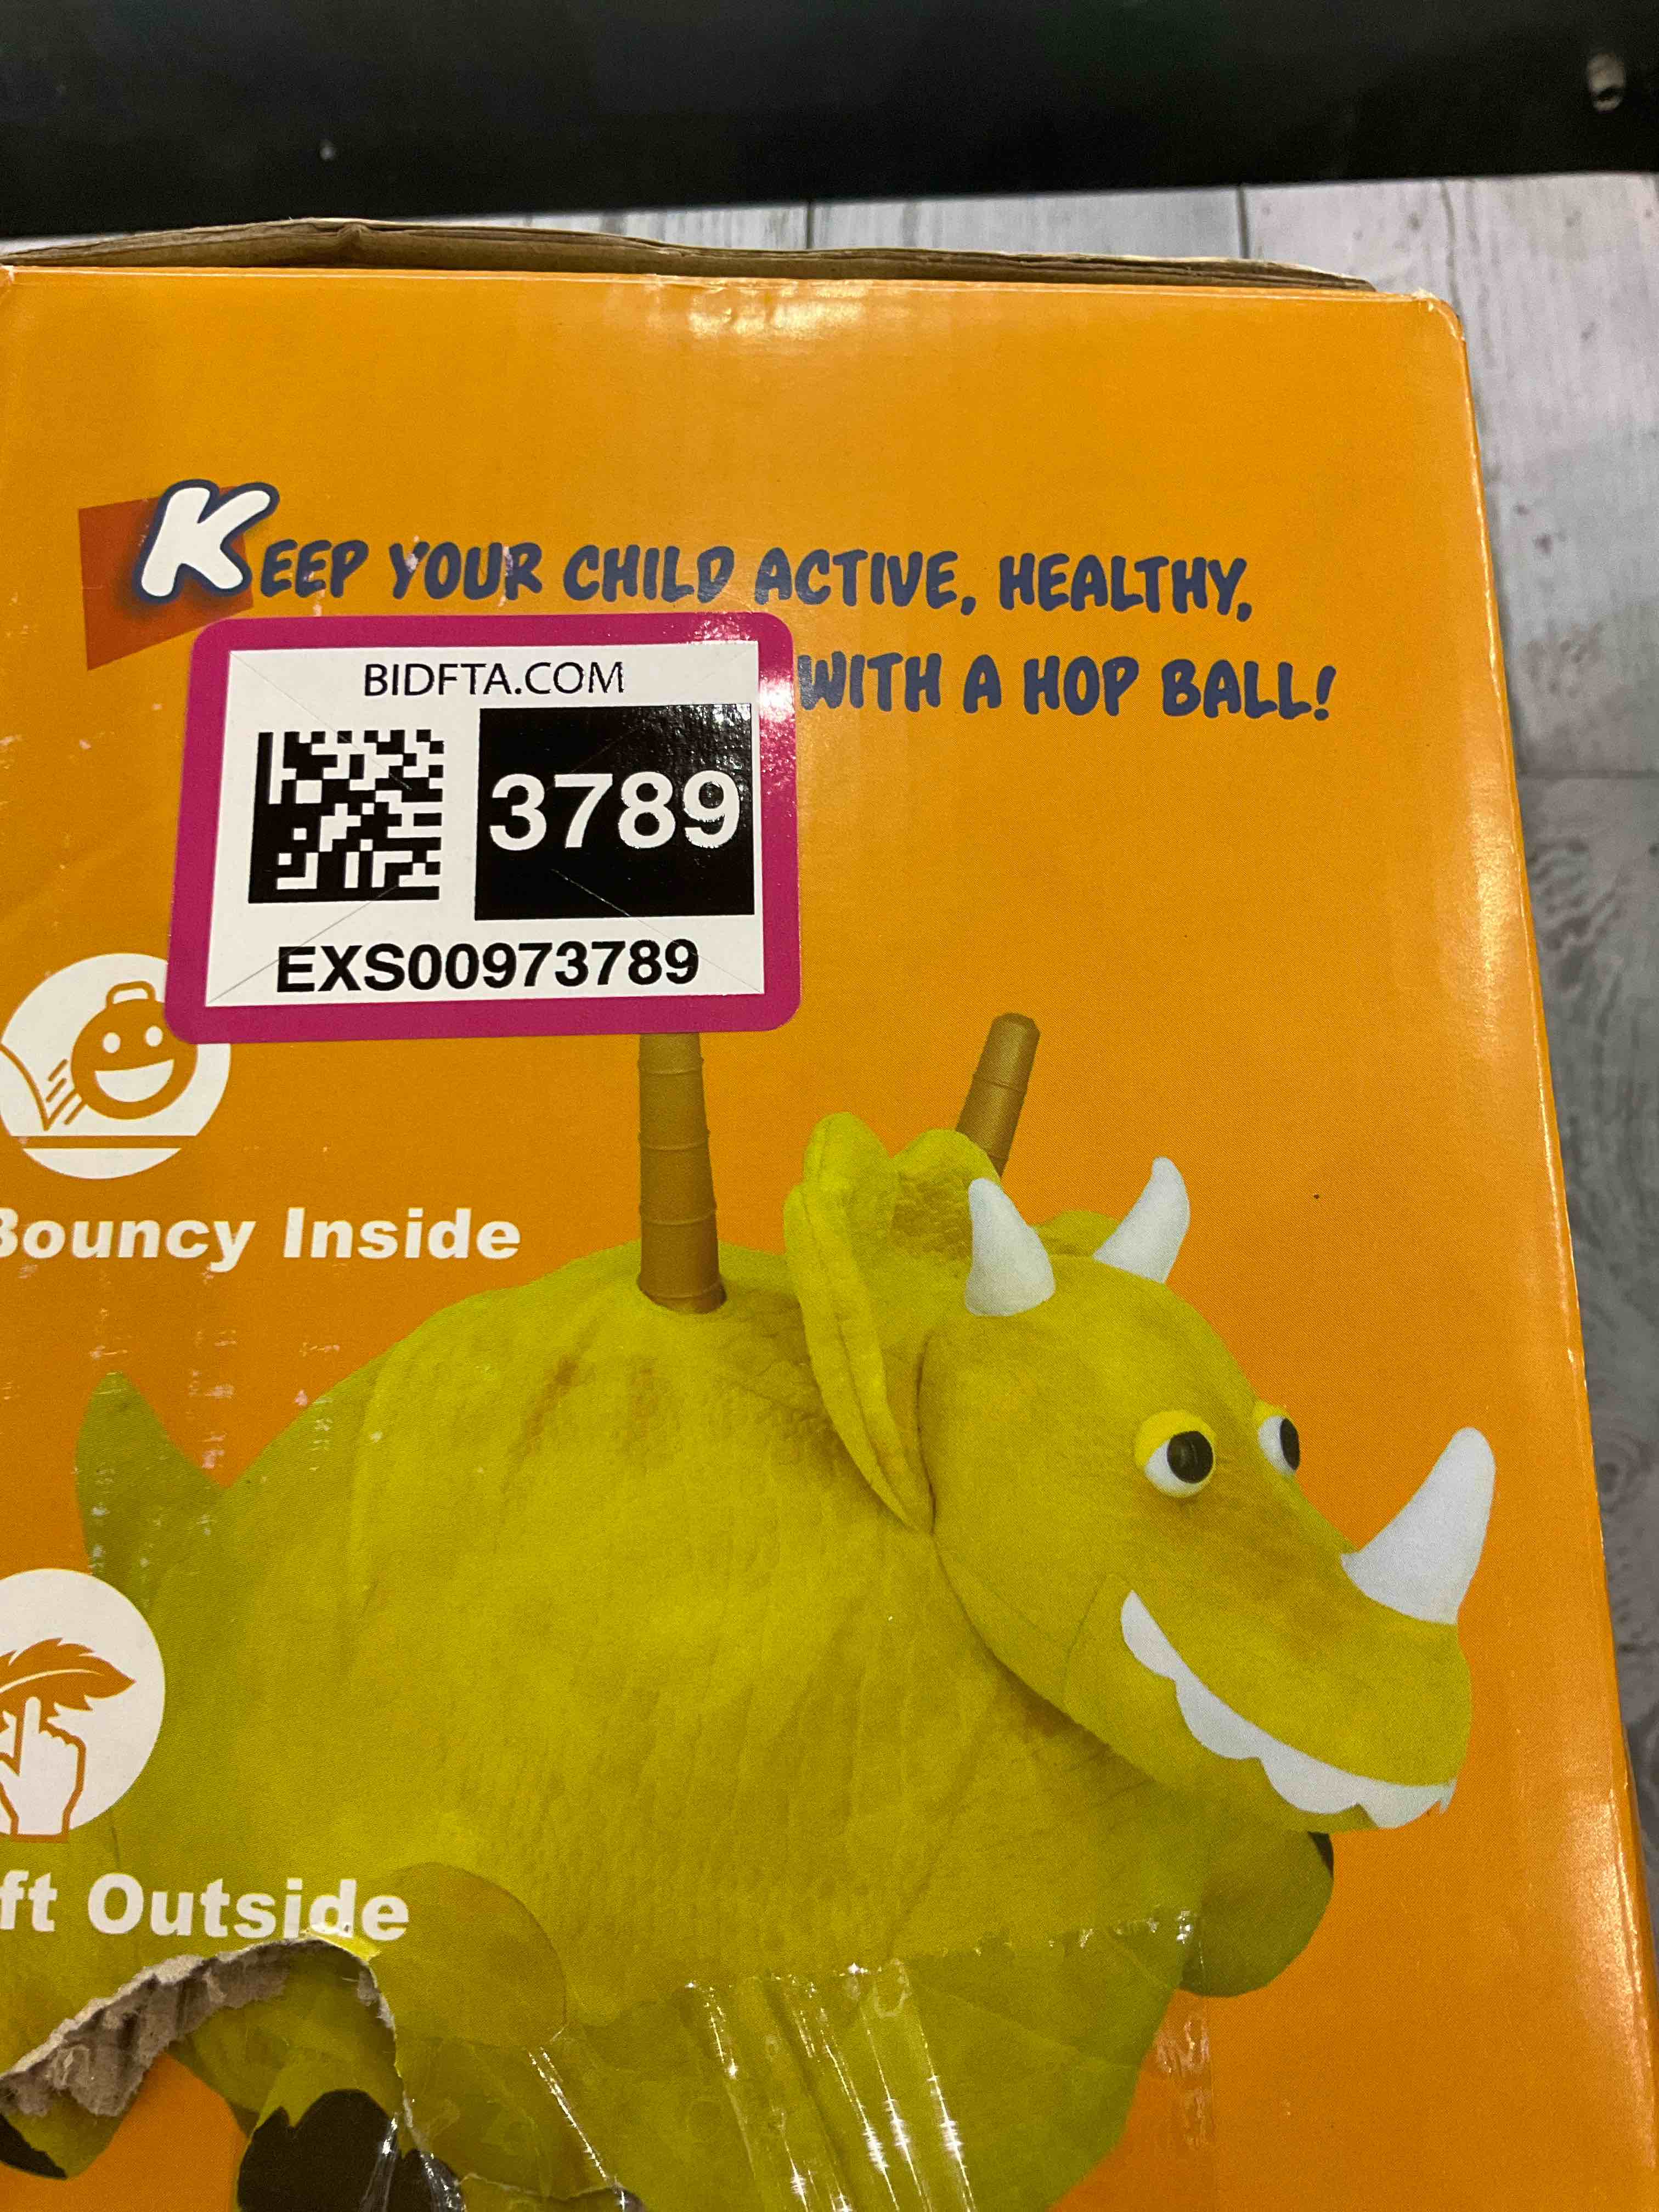 KEEP YOUR CHILD ACTIVE, HEALTHY,
WITH A HOP BALL!
BIDFTA.COM
3789
EXS00973789
Bouncy Inside
ft Outside